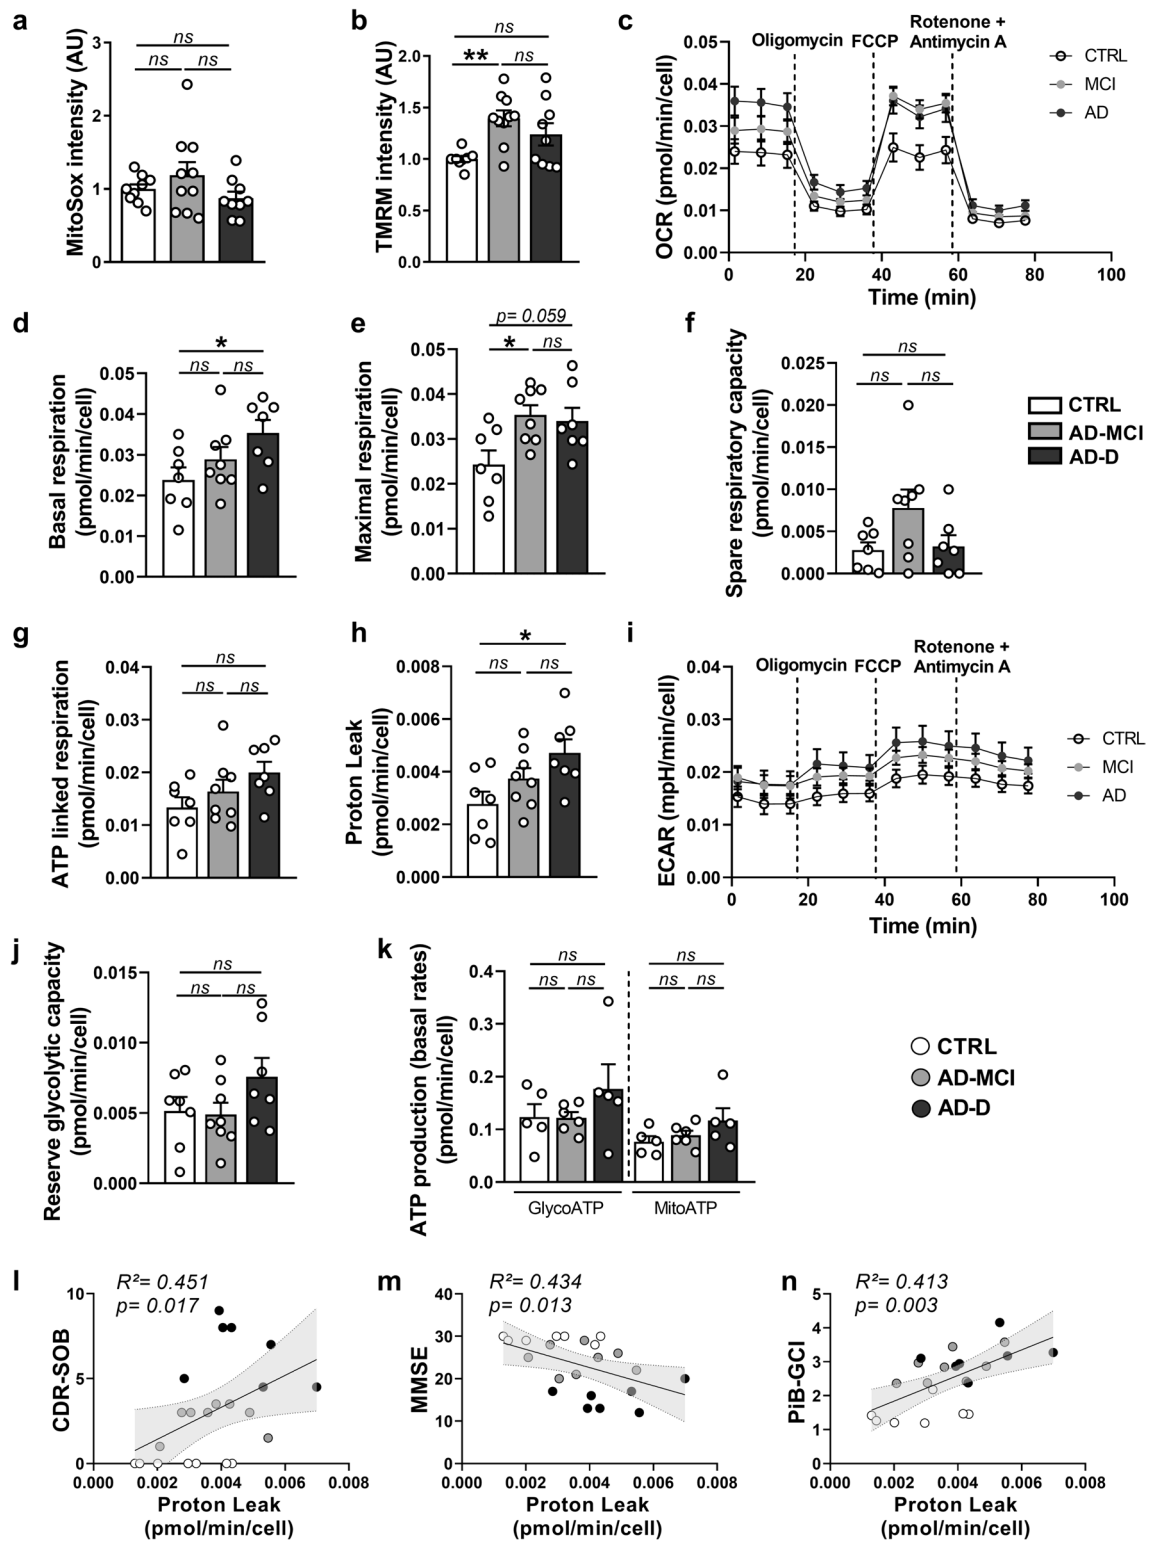 a
MitoSox intensity (AU)
3
2
1
0
ns
ns
ns
b
TMRM intensity (AU)
2.0
1.5
1.0
0.5
0.0
ns
**
ns
c
OCR (pmol/min/cell)
0.05
0.04
0.03
0.02
0.01
0.00
Oligomycin
FCCP
Rotenone +
Antimycin A
CTRL
MCI
AD
0
20
40
60
80
100
Time (min)
d
Basal respiration
(pmol/min/cell)
0.05
0.04
0.03
0.02
0.01
0.00
*
ns
ns
e
Maximal respiration
(pmol/min/cell)
0.05
0.04
0.03
0.02
0.01
0.00
p= 0.059
*
ns
f
Spare respiratory capacity
(pmol/min/cell)
0.025
0.020
0.015
0.010
0.005
0.000
ns
ns
ns
CTRL
AD-MCI
AD-D
g
ATP linked respiration
(pmol/min/cell)
0.04
0.03
0.02
0.01
0.00
ns
ns
ns
h
Proton Leak
(pmol/min/cell)
0.008
0.006
0.004
0.002
0.000
*
ns
ns
i
ECAR (mpH/min/cell)
0.04
0.03
0.02
0.01
0.00
Oligomycin
FCCP
Rotenone +
Antimycin A
CTRL
MCI
AD
0
20
40
60
80
100
Time (min)
j
Reserve glycolytic capacity
(pmol/min/cell)
0.015
0.010
0.005
0.000
ns
ns
ns
k
ATP production (basal rates)
(pmol/min/cell)
0.4
0.3
0.2
0.1
0.0
ns
ns
ns
ns
ns
ns
GlycoATP
MitoATP
CTRL
AD-MCI
AD-D
l
R²= 0.451
p= 0.017
CDR-SOB
10
5
0
0.000
0.002
0.004
0.006
0.008
Proton Leak
(pmol/min/cell)
m
R²= 0.434
p= 0.013
MMSE
40
30
20
10
0
0.000
0.002
0.004
0.006
0.008
Proton Leak
(pmol/min/cell)
n
R²= 0.413
p= 0.003
PiB-GCI
5
4
3
2
1
0
0.000
0.002
0.004
0.006
0.008
Proton Leak
(pmol/min/cell)